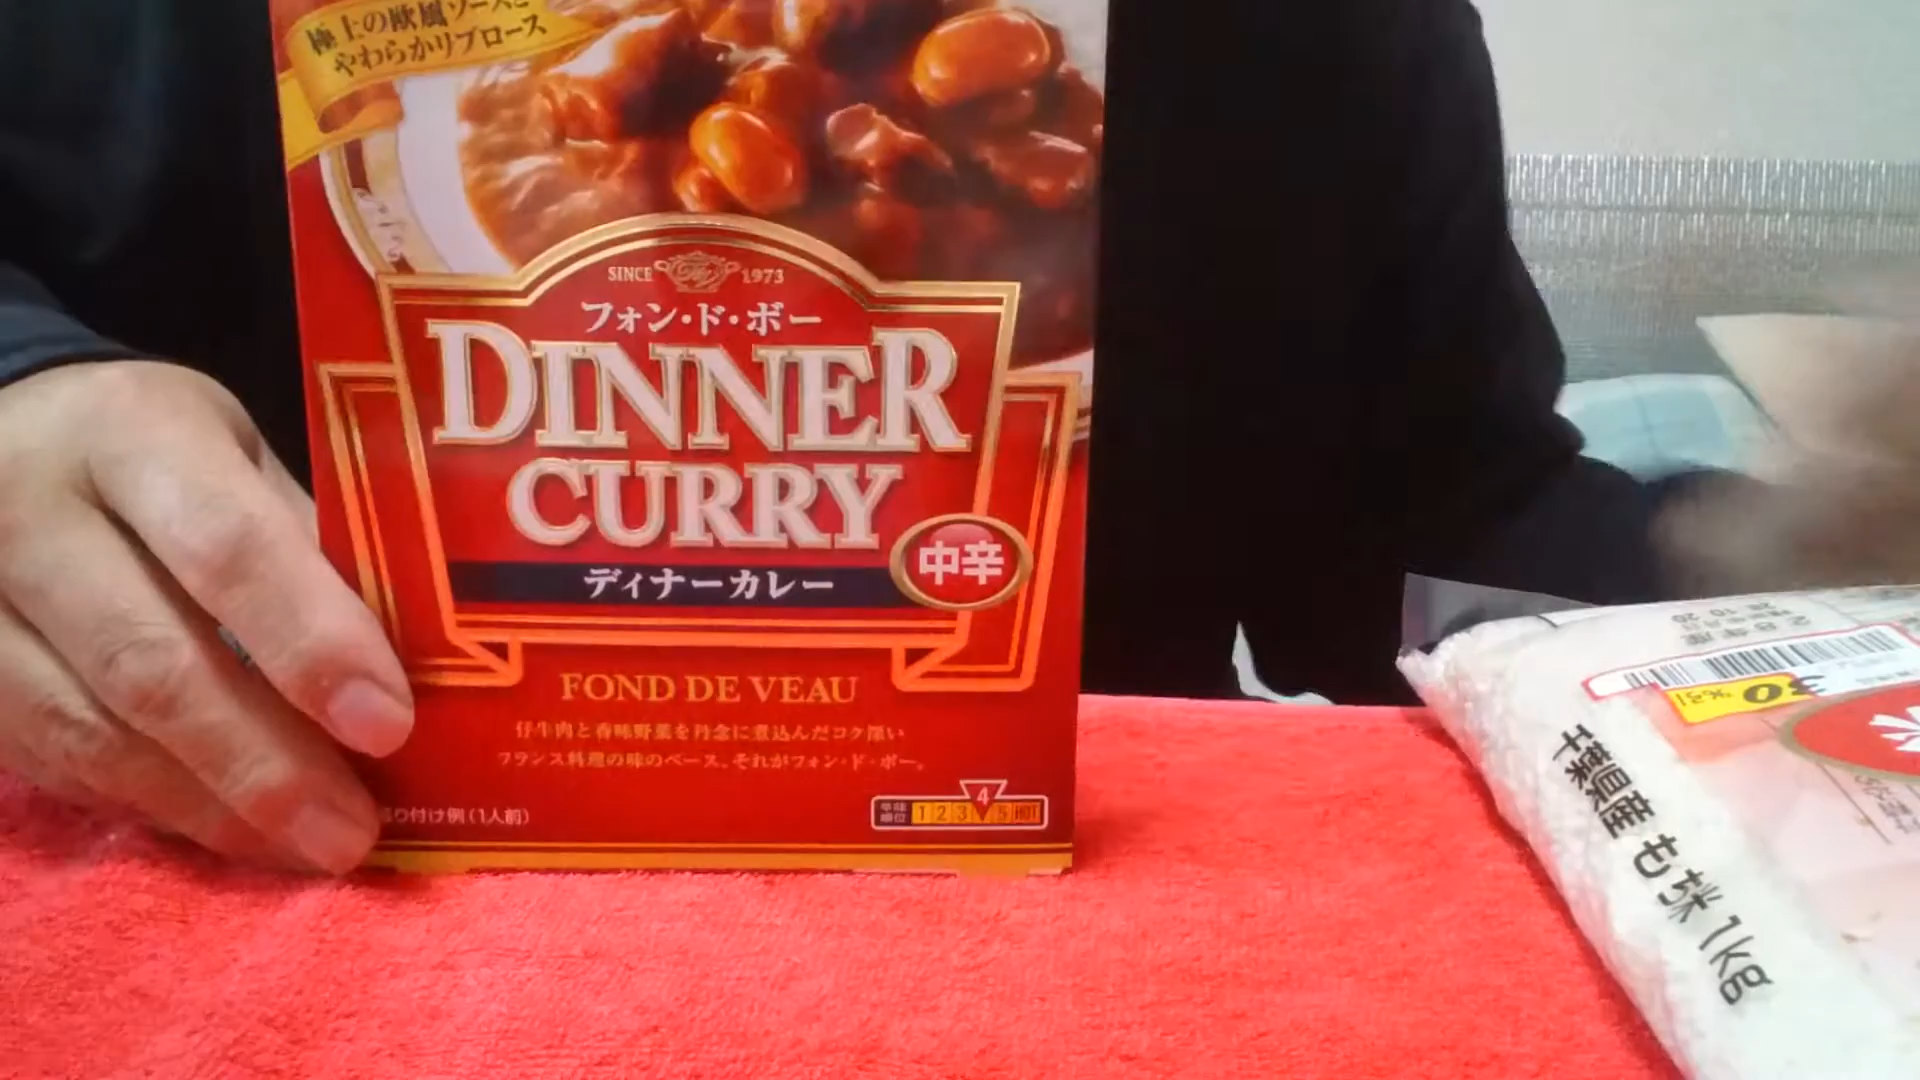 極上の欧風ソースと
やわらかリブロース
SINCE 1973
フォン・ド・ボー
DINNER
CURRY
中辛
ディナーカレー
FOND DE VEAU
仔牛肉と香味野菜を丹念に煮込んだコク深い
フランス料理の味のベース、それがフォン・ド・ボー。
り付け例(1人前)
辛味順位 1 2 3 4 5 HOT
30
千葉県産 もち米 1kg